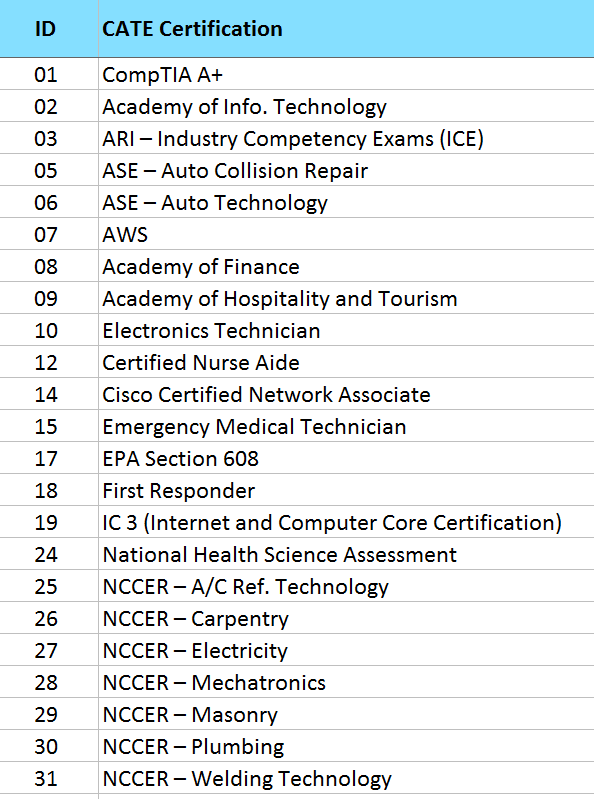 ID CATE Certification
01 CompTIA A+
02 Academy of Info. Technology
03 ARI – Industry Competency Exams (ICE)
05 ASE – Auto Collision Repair
06 ASE – Auto Technology
07 AWS
08 Academy of Finance
09 Academy of Hospitality and Tourism
10 Electronics Technician
12 Certified Nurse Aide
14 Cisco Certified Network Associate
15 Emergency Medical Technician
17 EPA Section 608
18 First Responder
19 IC 3 (Internet and Computer Core Certification)
24 National Health Science Assessment
25 NCCER – A/C Ref. Technology
26 NCCER – Carpentry
27 NCCER – Electricity
28 NCCER – Mechatronics
29 NCCER – Masonry
30 NCCER – Plumbing
31 NCCER – Welding Technology